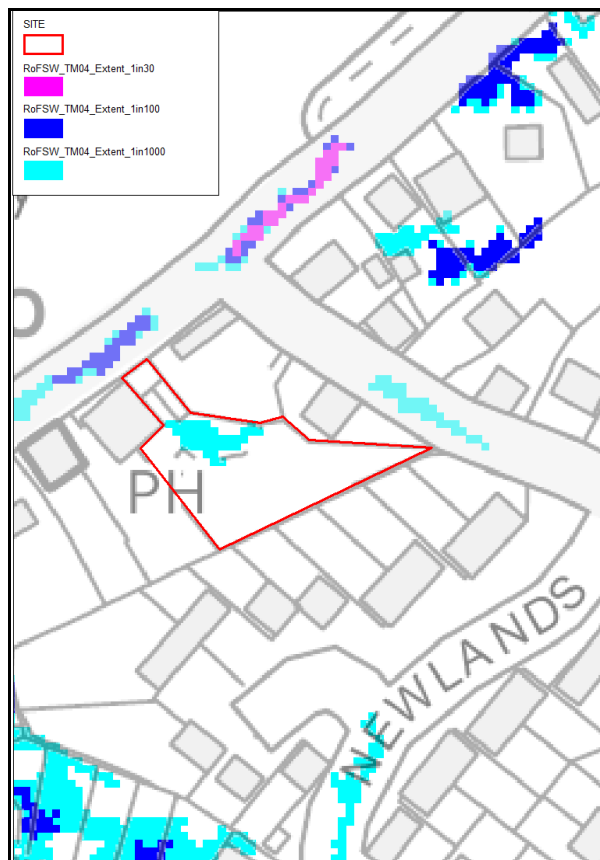 SITE
RoFSW_TM04_Extent_1in30
RoFSW_TM04_Extent_1in100
RoFSW_TM04_Extent_1in1000
PH
NEWLANDS